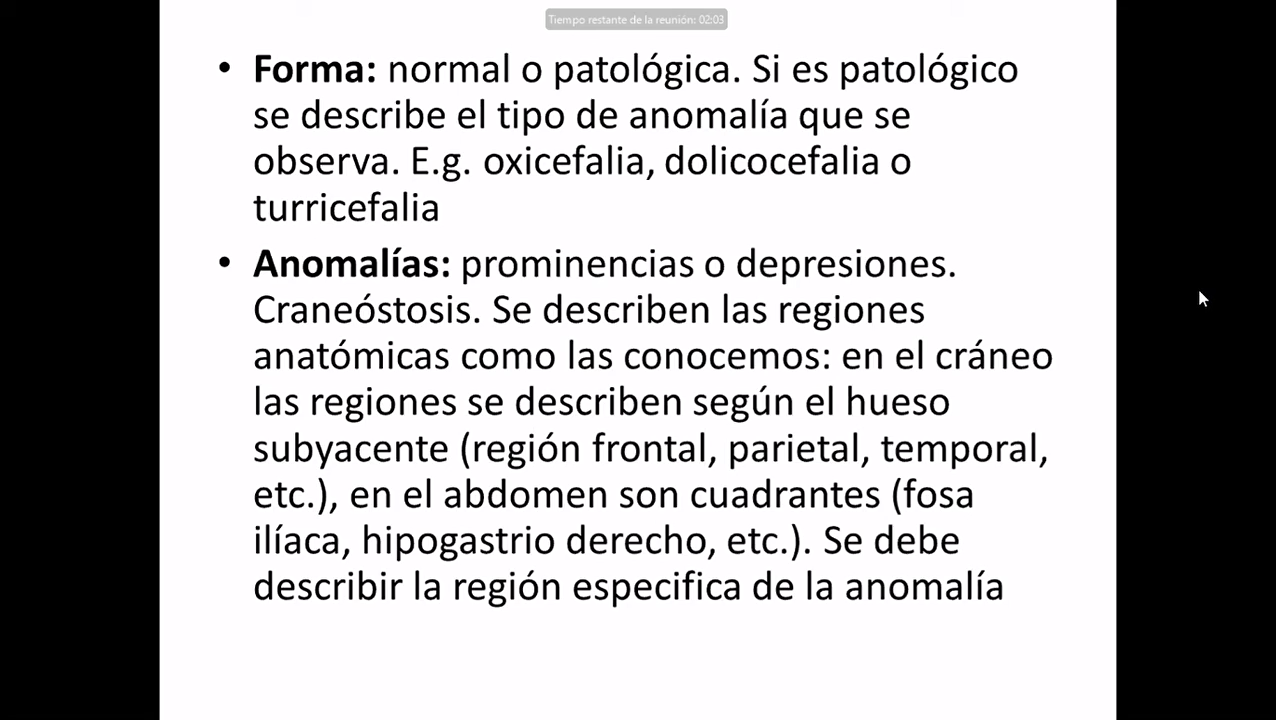 Tiempo restante de la reunión: 02:03
• Forma: normal o patológica. Si es patológico
se describe el tipo de anomalía que se
observa. E.g. oxicefalia, dolicocefalia o
turricefalia
• Anomalías: prominencias o depresiones.
Craneóstosis. Se describen las regiones
anatómicas como las conocemos: en el cráneo
las regiones se describen según el hueso
subyacente (región frontal, parietal, temporal,
etc.), en el abdomen son cuadrantes (fosa
ilíaca, hipogastrio derecho, etc.). Se debe
describir la región especifica de la anomalía